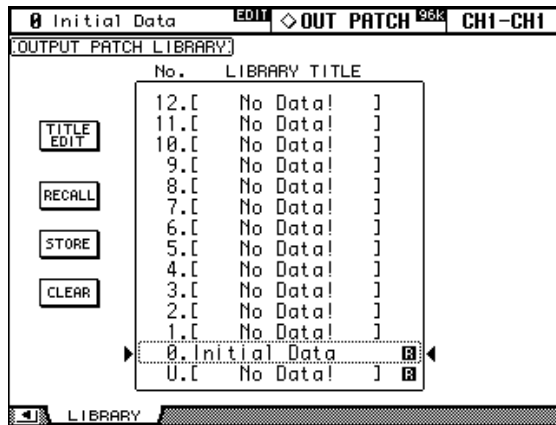 0 Initial Data EDIT ◇OUT PATCH 96k CH1-CH1
OUTPUT PATCH LIBRARY
No. LIBRARY TITLE
12.[ No Data! ]
11.[ No Data! ]
10.[ No Data! ]
9.[ No Data! ]
8.[ No Data! ]
7.[ No Data! ]
6.[ No Data! ]
5.[ No Data! ]
4.[ No Data! ]
3.[ No Data! ]
2.[ No Data! ]
1.[ No Data! ]
0.Initial Data R
U.[ No Data! ] R
TITLE
EDIT
RECALL
STORE
CLEAR
LIBRARY